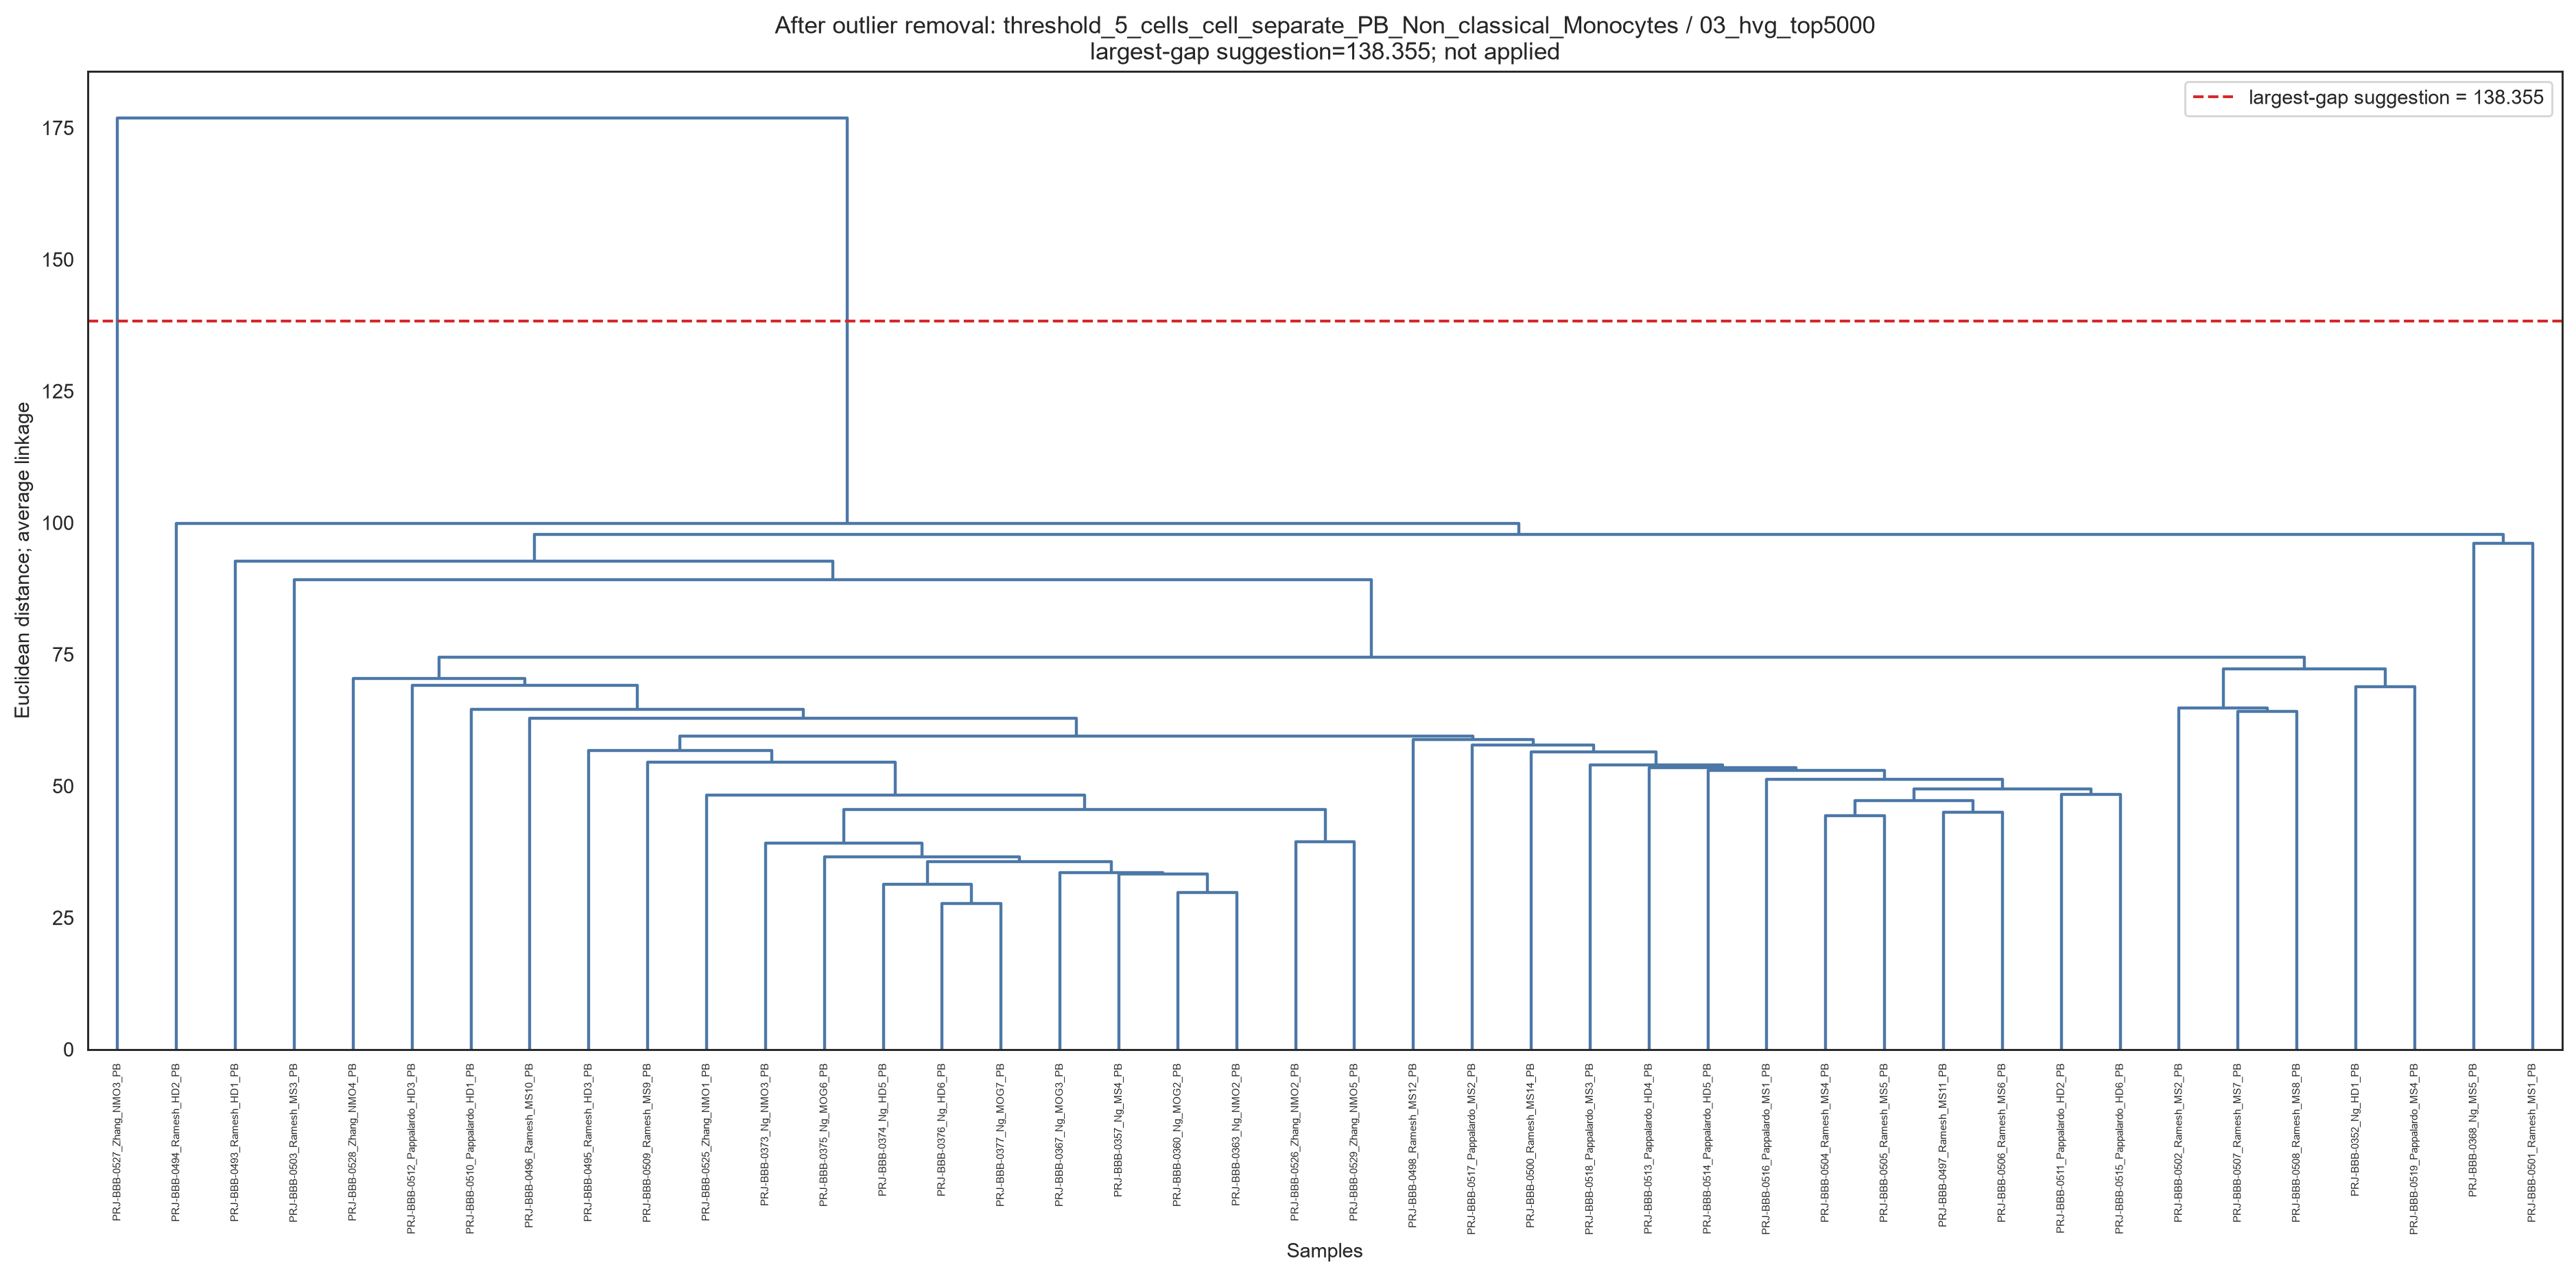 After outlier removal: threshold_5_cells_cell_separate_PB_Non_classical_Monocytes / 03_hvg_top5000
largest-gap suggestion=138.355; not applied
largest-gap suggestion = 138.355
Euclidean distance; average linkage
175
150
125
100
75
50
25
0
PRJ-BBB-0527_Zhang_NMO3_PB
PRJ-BBB-0494_Ramesh_HD2_PB
PRJ-BBB-0493_Ramesh_HD1_PB
PRJ-BBB-0503_Ramesh_MS3_PB
PRJ-BBB-0528_Zhang_NMO4_PB
PRJ-BBB-0512_Pappalardo_HD3_PB
PRJ-BBB-0510_Pappalardo_HD1_PB
PRJ-BBB-0496_Ramesh_MS10_PB
PRJ-BBB-0495_Ramesh_HD3_PB
PRJ-BBB-0509_Ramesh_MS9_PB
PRJ-BBB-0525_Zhang_NMO1_PB
PRJ-BBB-0373_Ng_NMO3_PB
PRJ-BBB-0375_Ng_MOG6_PB
PRJ-BBB-0374_Ng_HD5_PB
PRJ-BBB-0376_Ng_HD6_PB
PRJ-BBB-0377_Ng_MOG7_PB
PRJ-BBB-0367_Ng_MOG3_PB
PRJ-BBB-0357_Ng_MS4_PB
PRJ-BBB-0360_Ng_MOG2_PB
PRJ-BBB-0363_Ng_NMO2_PB
PRJ-BBB-0526_Zhang_NMO2_PB
PRJ-BBB-0529_Zhang_NMO5_PB
PRJ-BBB-0498_Ramesh_MS12_PB
PRJ-BBB-0517_Pappalardo_MS2_PB
PRJ-BBB-0500_Ramesh_MS14_PB
PRJ-BBB-0518_Pappalardo_MS3_PB
PRJ-BBB-0513_Pappalardo_HD4_PB
PRJ-BBB-0514_Pappalardo_HD5_PB
PRJ-BBB-0516_Pappalardo_MS1_PB
PRJ-BBB-0504_Ramesh_MS4_PB
PRJ-BBB-0505_Ramesh_MS5_PB
PRJ-BBB-0497_Ramesh_MS11_PB
PRJ-BBB-0506_Ramesh_MS6_PB
PRJ-BBB-0511_Pappalardo_HD2_PB
PRJ-BBB-0515_Pappalardo_HD6_PB
PRJ-BBB-0502_Ramesh_MS2_PB
PRJ-BBB-0507_Ramesh_MS7_PB
PRJ-BBB-0508_Ramesh_MS8_PB
PRJ-BBB-0352_Ng_HD1_PB
PRJ-BBB-0519_Pappalardo_MS4_PB
PRJ-BBB-0368_Ng_MS5_PB
PRJ-BBB-0501_Ramesh_MS1_PB
Samples